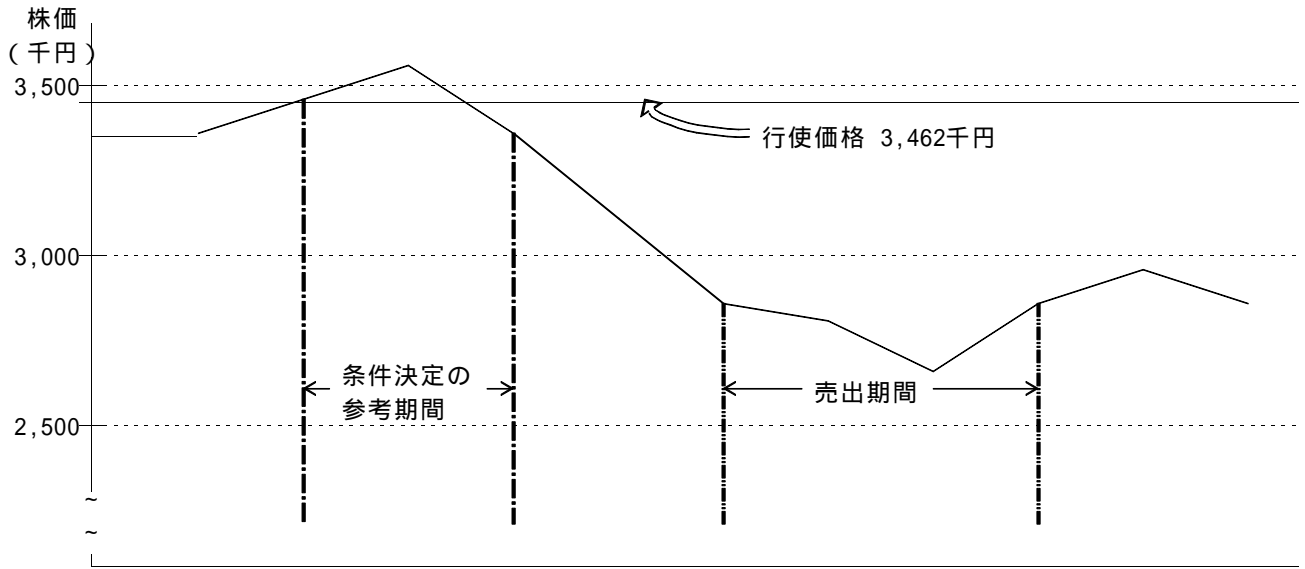 株価
(千円)
3,500
行使価格 3,462千円
3,000
条件決定の
参考期間
売出期間
2,500
~
~